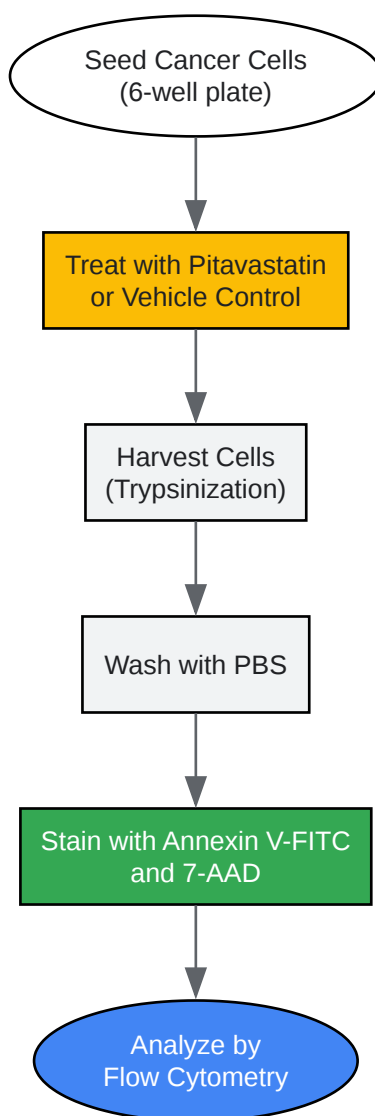 Seed Cancer Cells
(6-well plate)
Treat with Pitavastatin
or Vehicle Control
Harvest Cells
(Trypsinization)
Wash with PBS
Stain with Annexin V-FITC
and 7-AAD
Analyze by
Flow Cytometry